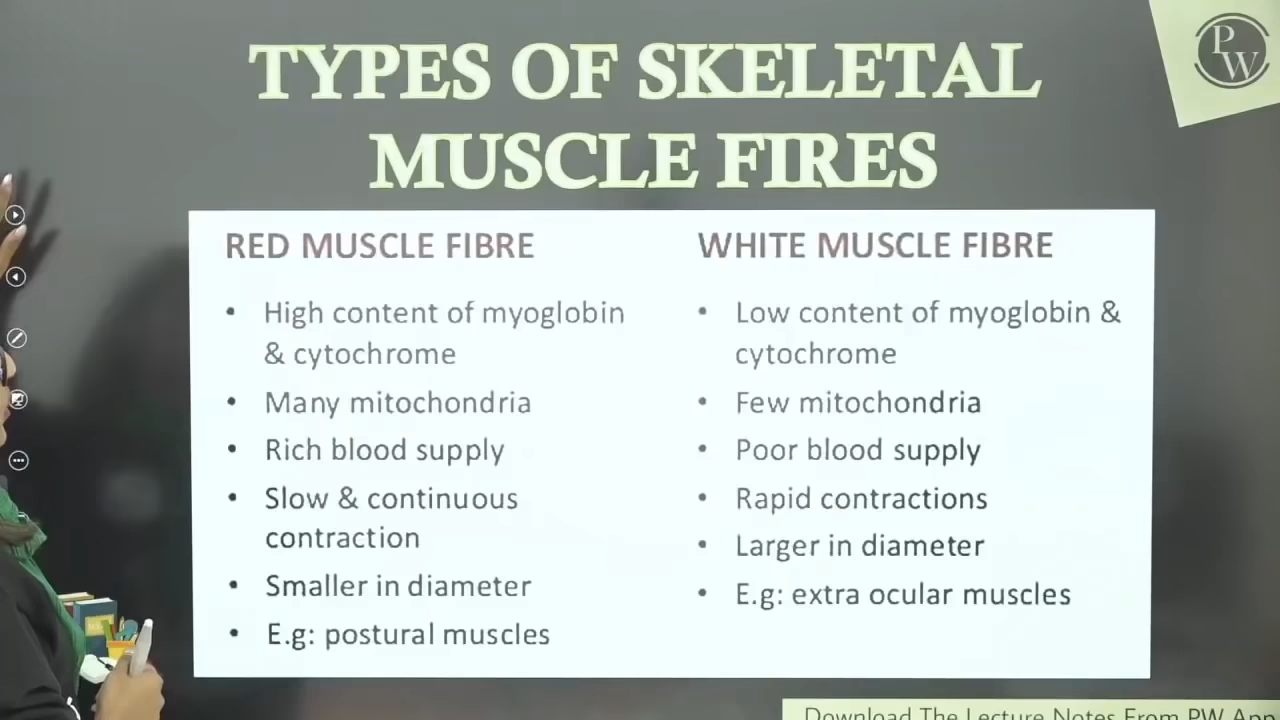 TYPES OF SKELETAL
MUSCLE FIRES
PW
RED MUSCLE FIBRE
• High content of myoglobin
& cytochrome
• Many mitochondria
• Rich blood supply
• Slow & continuous
contraction
• Smaller in diameter
• E.g: postural muscles
WHITE MUSCLE FIBRE
• Low content of myoglobin &
cytochrome
• Few mitochondria
• Poor blood supply
• Rapid contractions
• Larger in diameter
• E.g: extra ocular muscles
Download The Lecture Notes From PW App